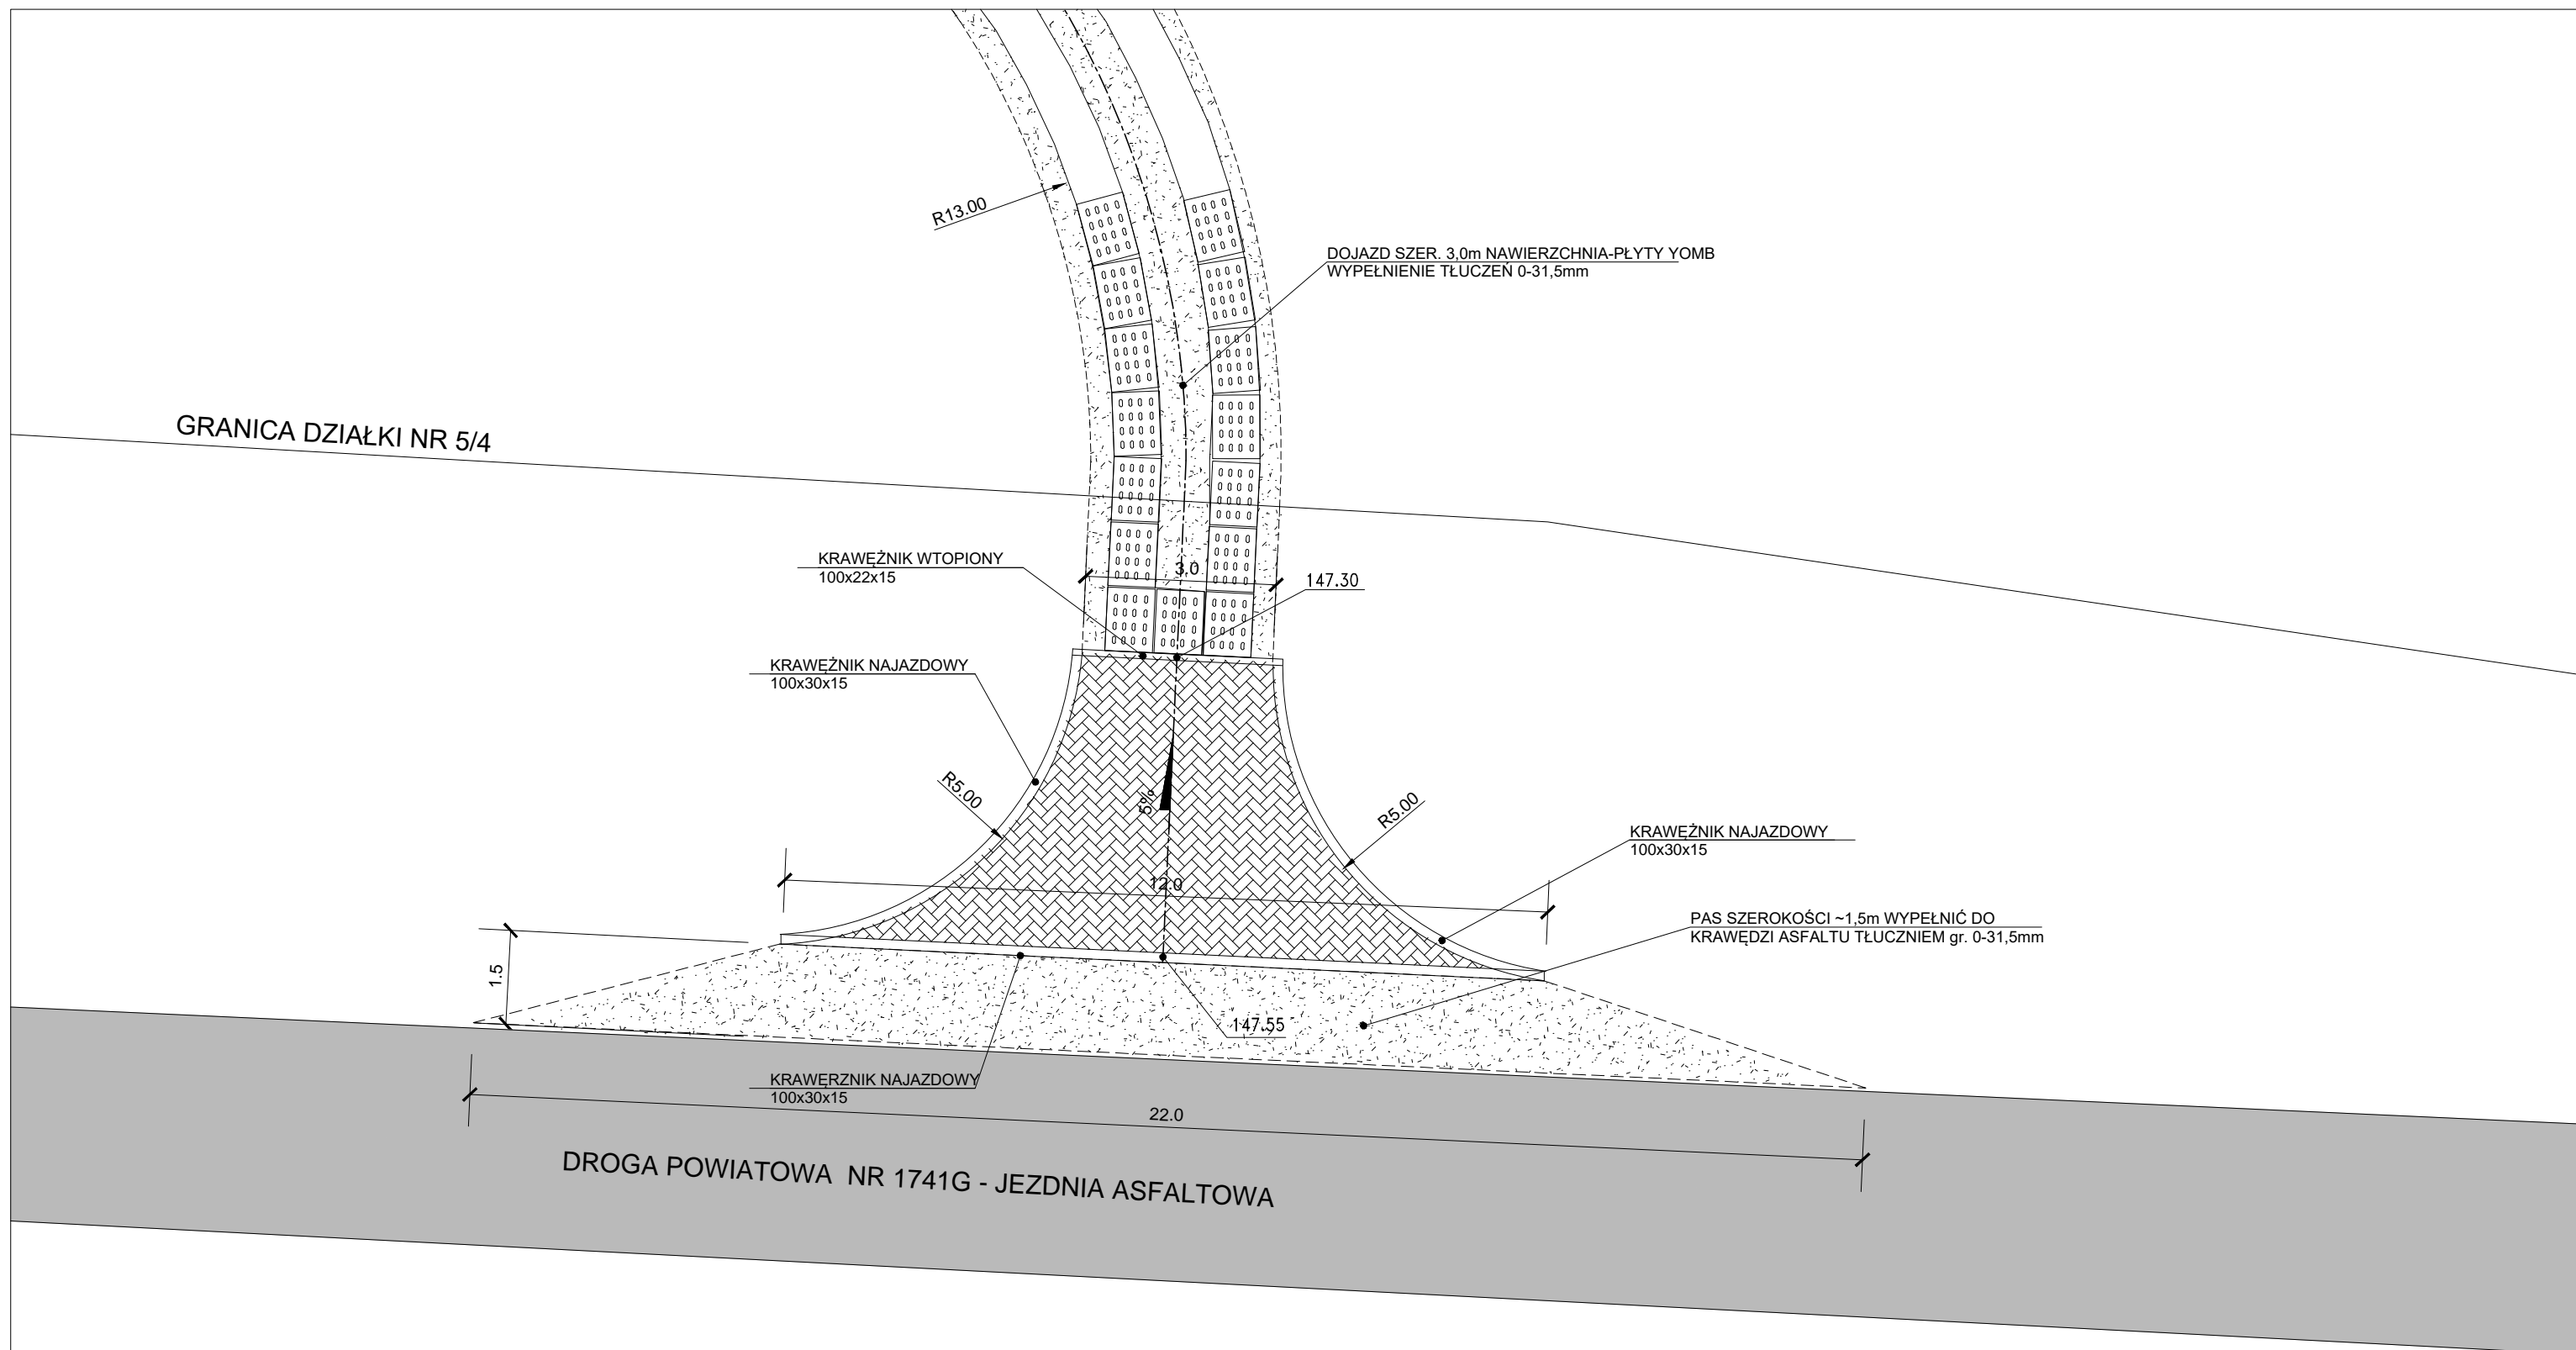 R13.00
DOJAZD SZER. 3,0m NAWIERZCHNIA-PŁYTY YOMB
WYPEŁNIENIE TŁUCZEŃ 0-31,5mm
GRANICA DZIAŁKI NR 5/4
KRAWĘŻNIK WTOPIONY
100x22x15
3.0
147.30
KRAWĘŻNIK NAJAZDOWY
100x30x15
R5.00
5%
R5.00
KRAWĘŻNIK NAJAZDOWY
100x30x15
12.0
PAS SZEROKOŚCI ~1,5m WYPEŁNIĆ DO
KRAWĘDZI ASFALTU TŁUCZNIEM gr. 0-31,5mm
1.5
147.55
KRAWĘRZNIK NAJAZDOWY
100x30x15
22.0
DROGA POWIATOWA  NR 1741G - JEZDNIA ASFALTOWA